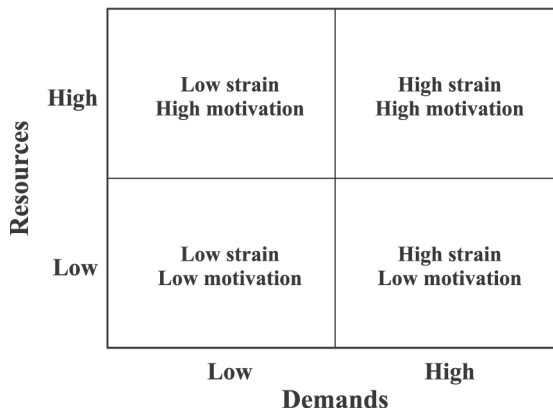 Resources
High
Low strain
High motivation
High strain
High motivation
Low
Low strain
Low motivation
High strain
Low motivation
Low
High
Demands